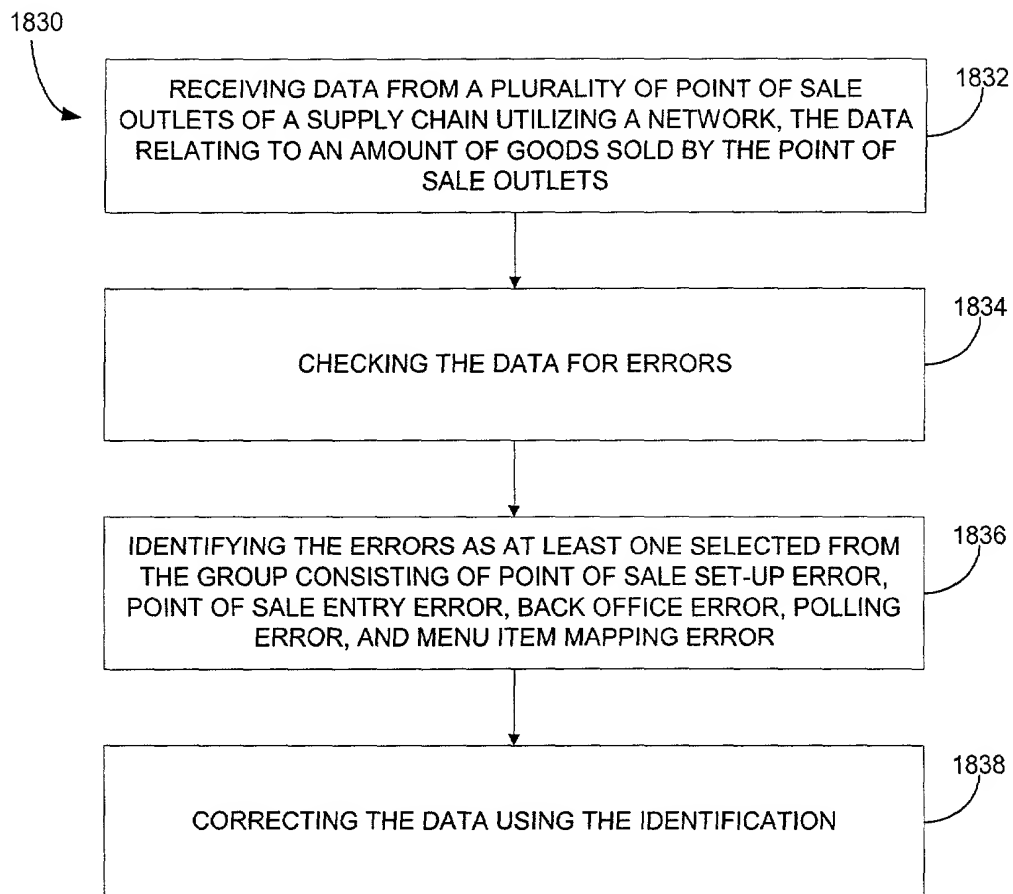 1830
RECEIVING DATA FROM A PLURALITY OF POINT OF SALE
OUTLETS OF A SUPPLY CHAIN UTILIZING A NETWORK, THE DATA
RELATING TO AN AMOUNT OF GOODS SOLD BY THE POINT OF
SALE OUTLETS
1832
CHECKING THE DATA FOR ERRORS
1834
IDENTIFYING THE ERRORS AS AT LEAST ONE SELECTED FROM
THE GROUP CONSISTING OF POINT OF SALE SET-UP ERROR,
POINT OF SALE ENTRY ERROR, BACK OFFICE ERROR, POLLING
ERROR, AND MENU ITEM MAPPING ERROR
1836
CORRECTING THE DATA USING THE IDENTIFICATION
1838